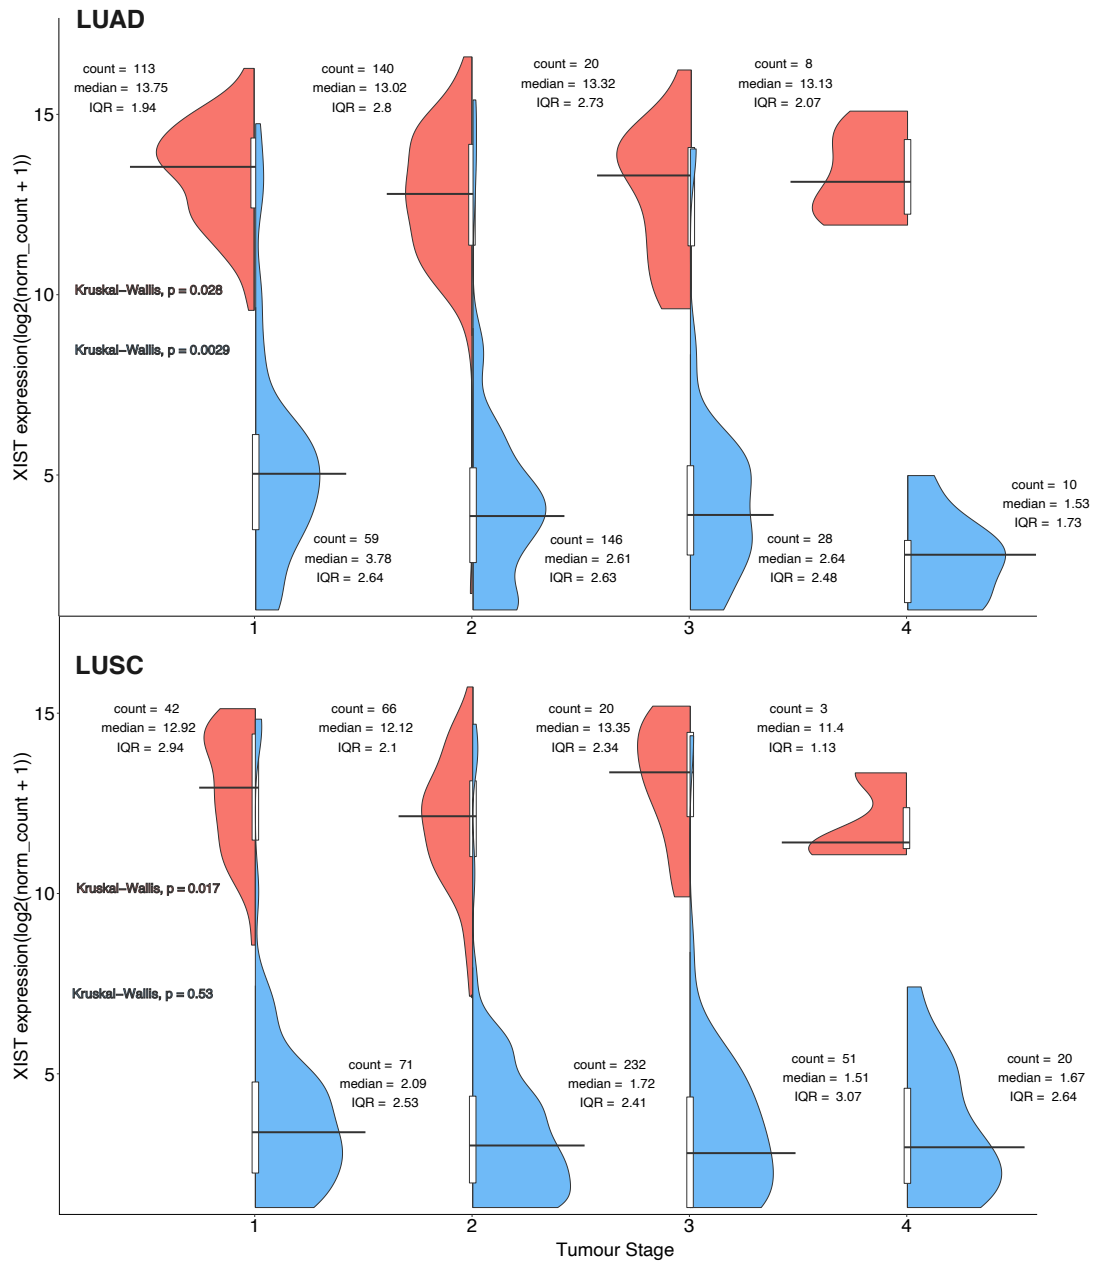 LUAD
count = 113
median = 13.75
IQR = 1.94
count = 140
median = 13.02
IQR = 2.8
count = 20
median = 13.32
IQR = 2.73
count = 8
median = 13.13
IQR = 2.07
15
10
5
XIST expression(log2(norm_count + 1))
Kruskal–Wallis, p = 0.028
Kruskal–Wallis, p = 0.0029
count = 59
median = 3.78
IQR = 2.64
count = 146
median = 2.61
IQR = 2.63
count = 28
median = 2.64
IQR = 2.48
count = 10
median = 1.53
IQR = 1.73
1
2
3
4
LUSC
count = 42
median = 12.92
IQR = 2.94
count = 66
median = 12.12
IQR = 2.1
count = 20
median = 13.35
IQR = 2.34
count = 3
median = 11.4
IQR = 1.13
15
10
5
XIST expression(log2(norm_count + 1))
Kruskal–Wallis, p = 0.017
Kruskal–Wallis, p = 0.53
count = 71
median = 2.09
IQR = 2.53
count = 232
median = 1.72
IQR = 2.41
count = 51
median = 1.51
IQR = 3.07
count = 20
median = 1.67
IQR = 2.64
1
2
3
4
Tumour Stage